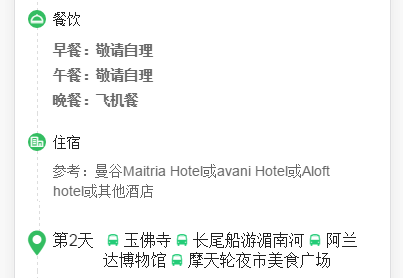 餐饮
早餐：敬请自理
午餐：敬请自理
晚餐：飞机餐
住宿
参考：曼谷Maitria Hotel或avani Hotel或Aloft
hotel或其他酒店
第2天 玉佛寺 长尾船游湄南河 阿兰
达博物馆 摩天轮夜市美食广场